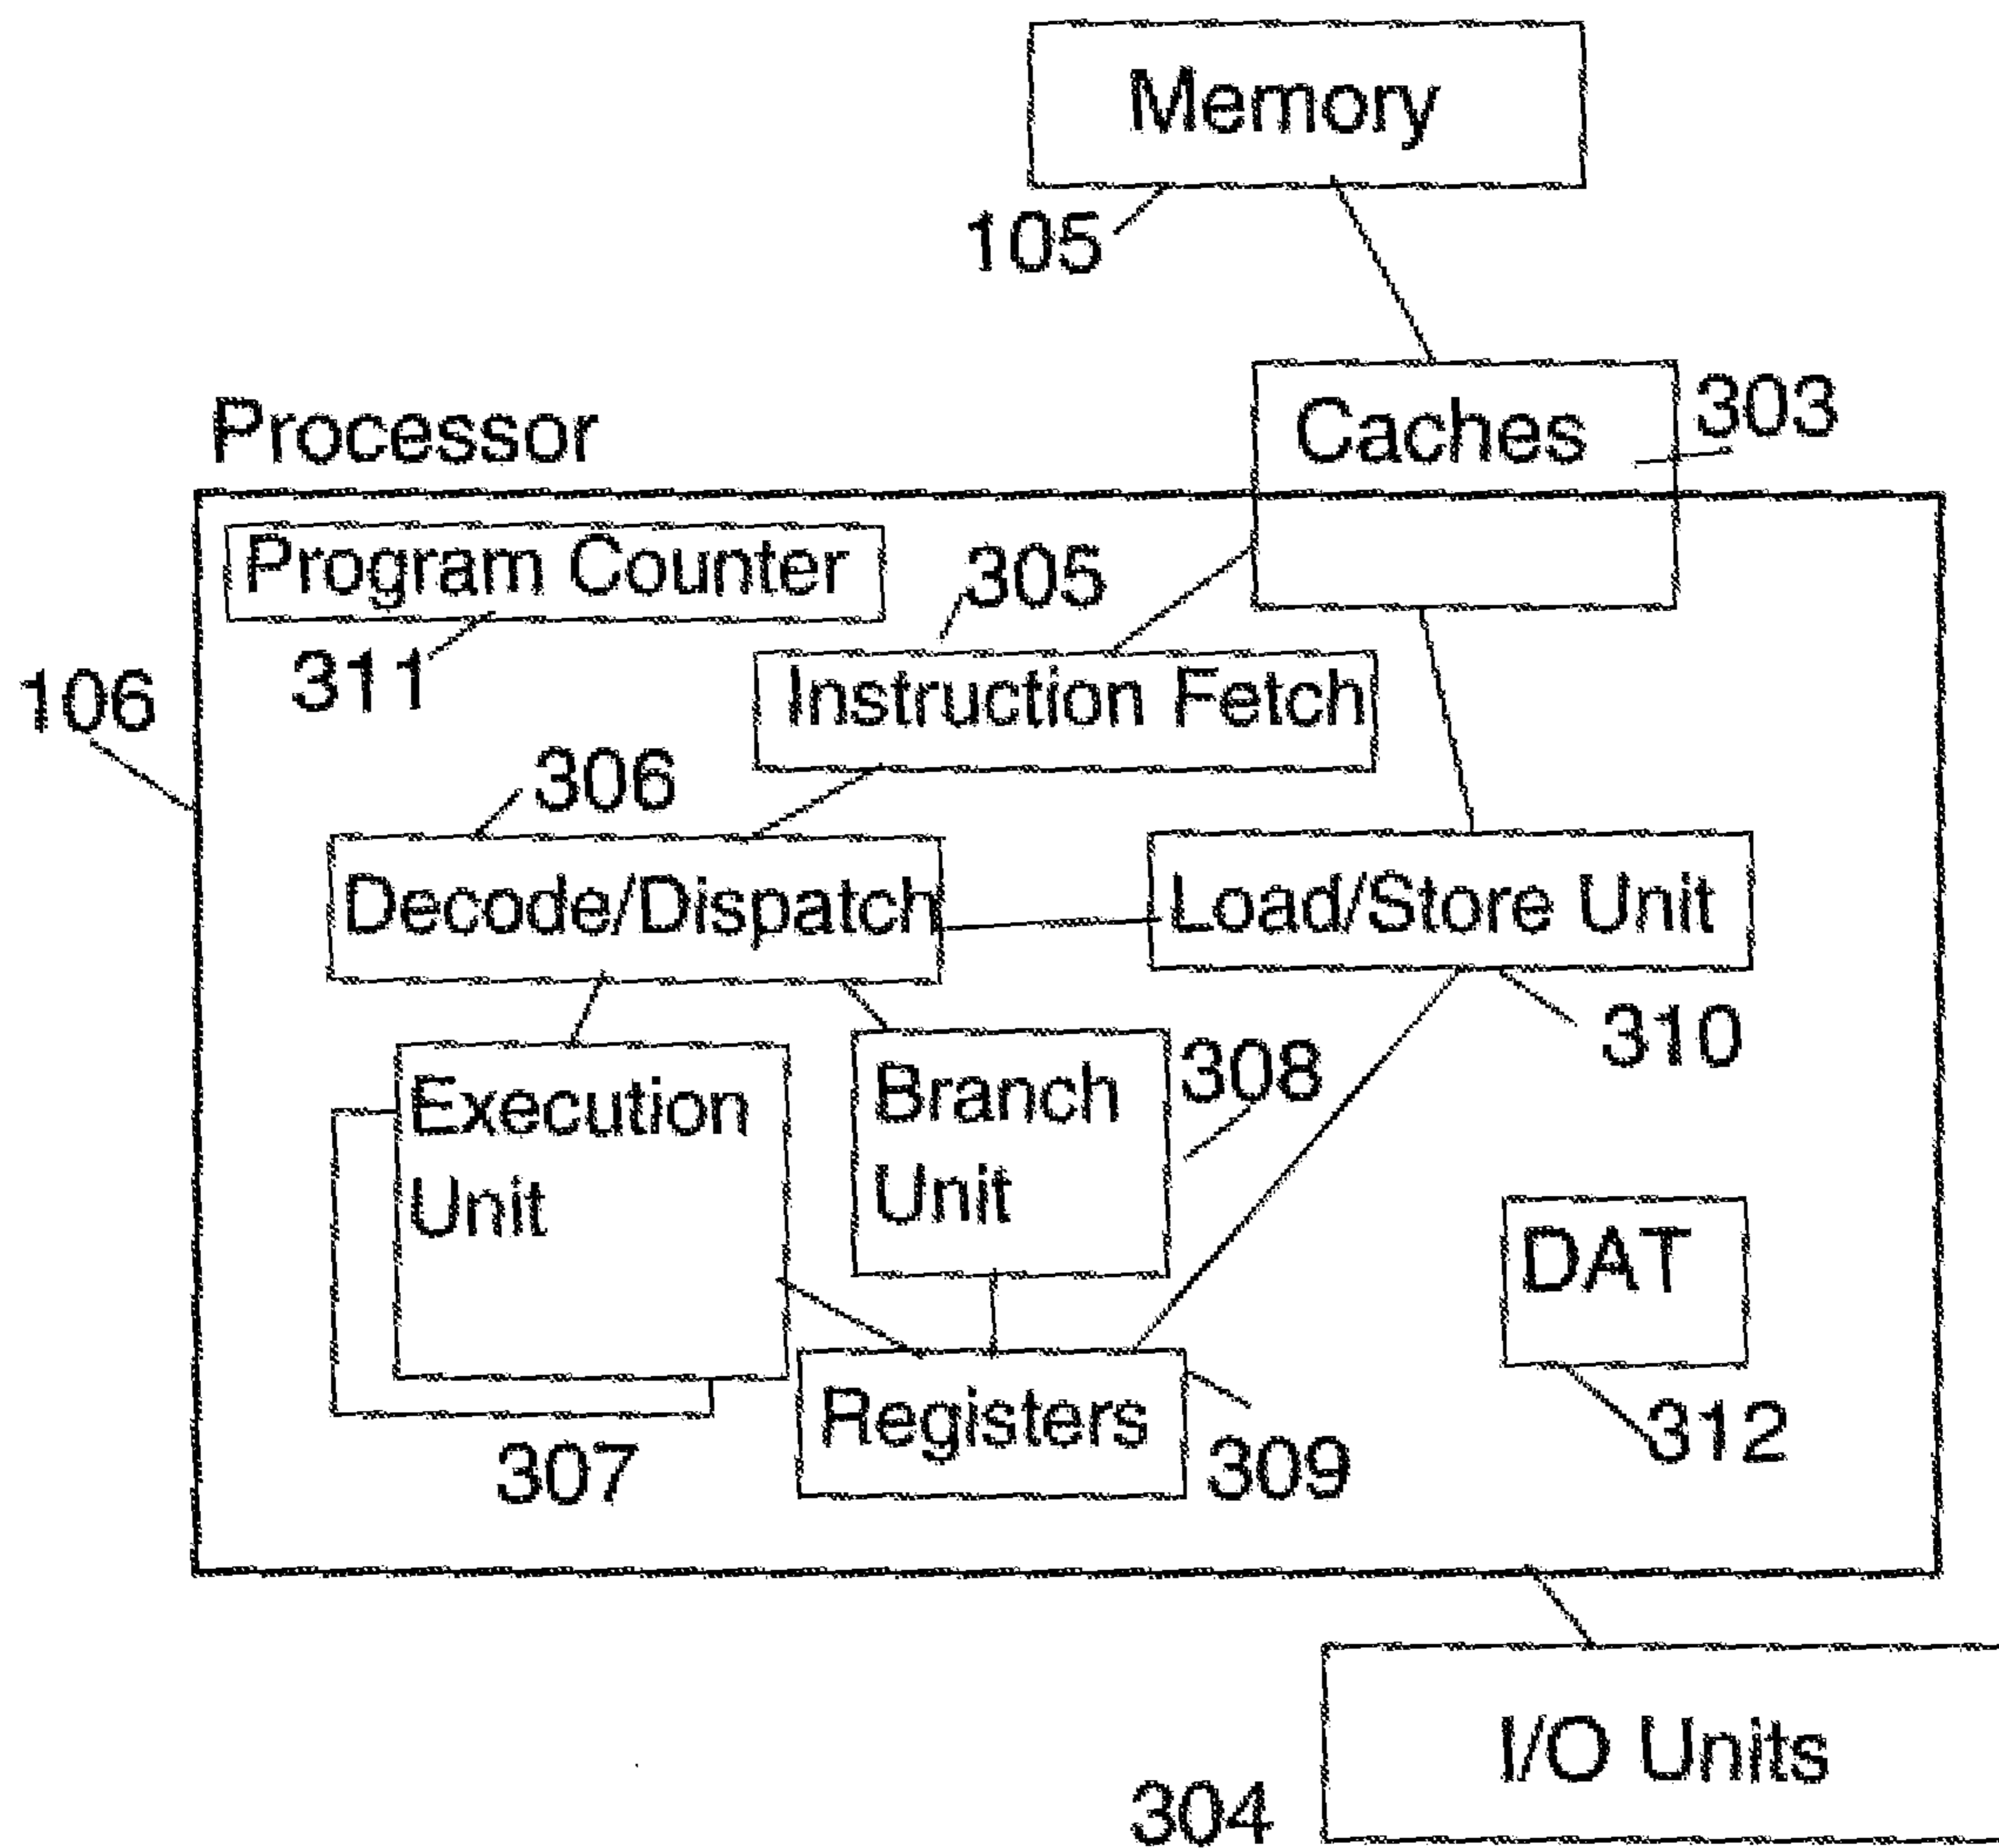 Memory
105
Caches
303
Processor
Program Counter
305
311
Instruction Fetch
106
306
Decode/Dispatch
Load/Store Unit
310
Execution
Unit
Branch
Unit
308
DAT
Registers
312
307
309
I/O Units
304